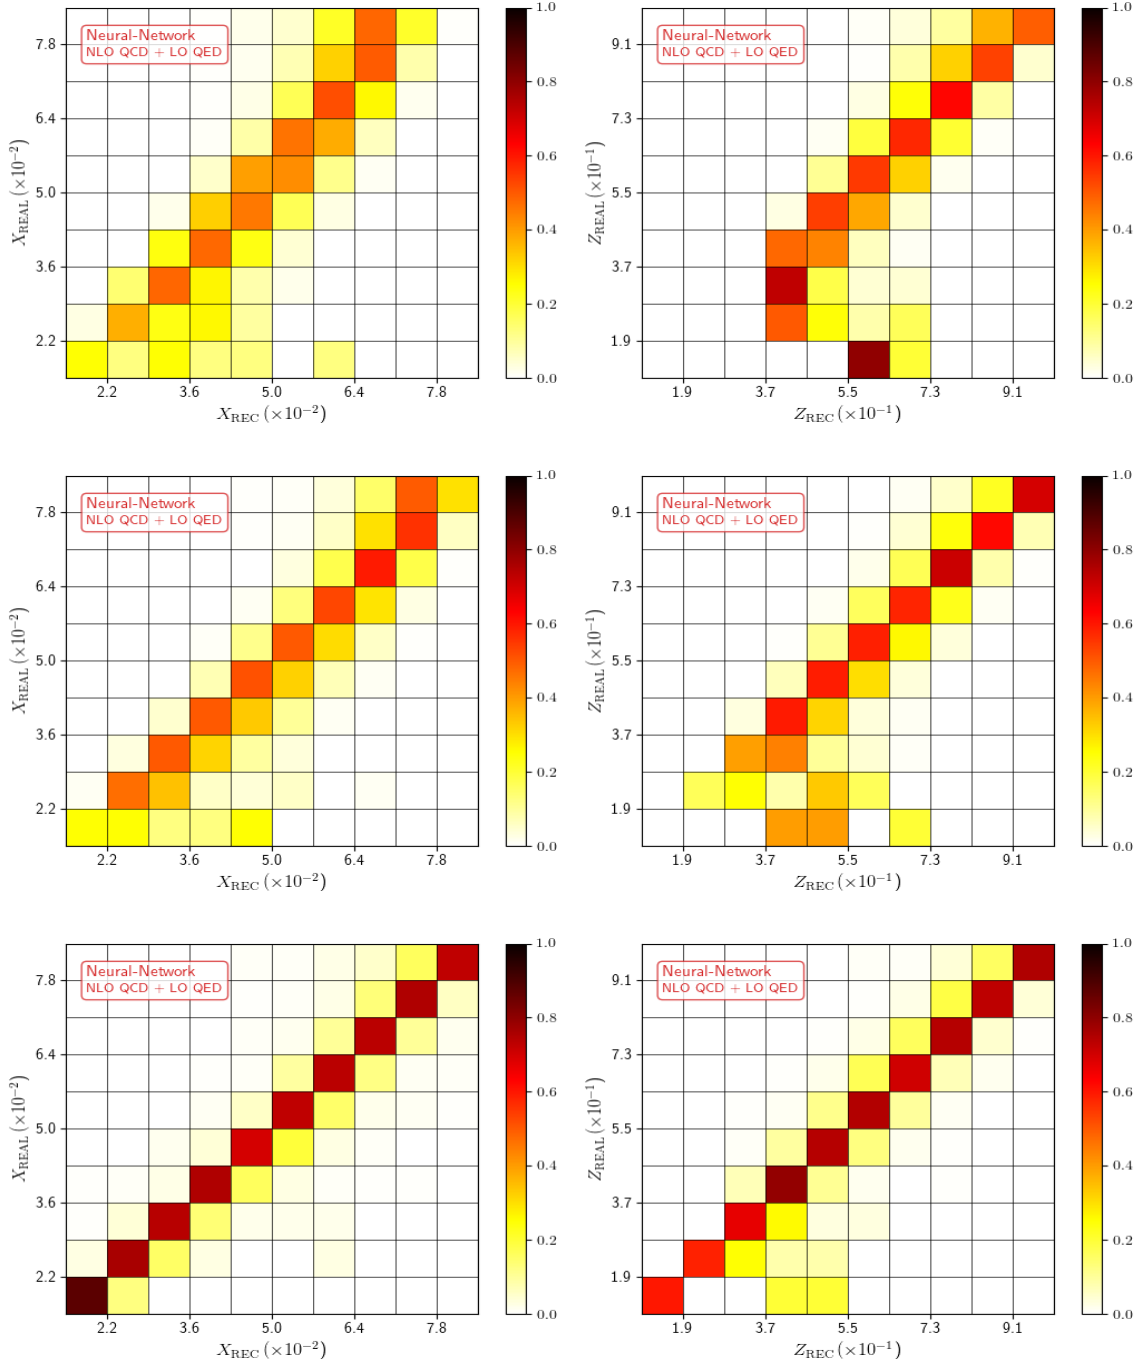 Neural-Network
NLO QCD + LO QED
7.8
6.4
5.0
3.6
2.2
X_REAL (×10⁻²)
2.2 3.6 5.0 6.4 7.8
X_REC (×10⁻²)
1.0
0.8
0.6
0.4
0.2
0.0
Neural-Network
NLO QCD + LO QED
9.1
7.3
5.5
3.7
1.9
Z_REAL (×10⁻¹)
1.9 3.7 5.5 7.3 9.1
Z_REC (×10⁻¹)
1.0
0.8
0.6
0.4
0.2
0.0
Neural-Network
NLO QCD + LO QED
7.8
6.4
5.0
3.6
2.2
X_REAL (×10⁻²)
2.2 3.6 5.0 6.4 7.8
X_REC (×10⁻²)
1.0
0.8
0.6
0.4
0.2
0.0
Neural-Network
NLO QCD + LO QED
9.1
7.3
5.5
3.7
1.9
Z_REAL (×10⁻¹)
1.9 3.7 5.5 7.3 9.1
Z_REC (×10⁻¹)
1.0
0.8
0.6
0.4
0.2
0.0
Neural-Network
NLO QCD + LO QED
7.8
6.4
5.0
3.6
2.2
X_REAL (×10⁻²)
2.2 3.6 5.0 6.4 7.8
X_REC (×10⁻²)
1.0
0.8
0.6
0.4
0.2
0.0
Neural-Network
NLO QCD + LO QED
9.1
7.3
5.5
3.7
1.9
Z_REAL (×10⁻¹)
1.9 3.7 5.5 7.3 9.1
Z_REC (×10⁻¹)
1.0
0.8
0.6
0.4
0.2
0.0